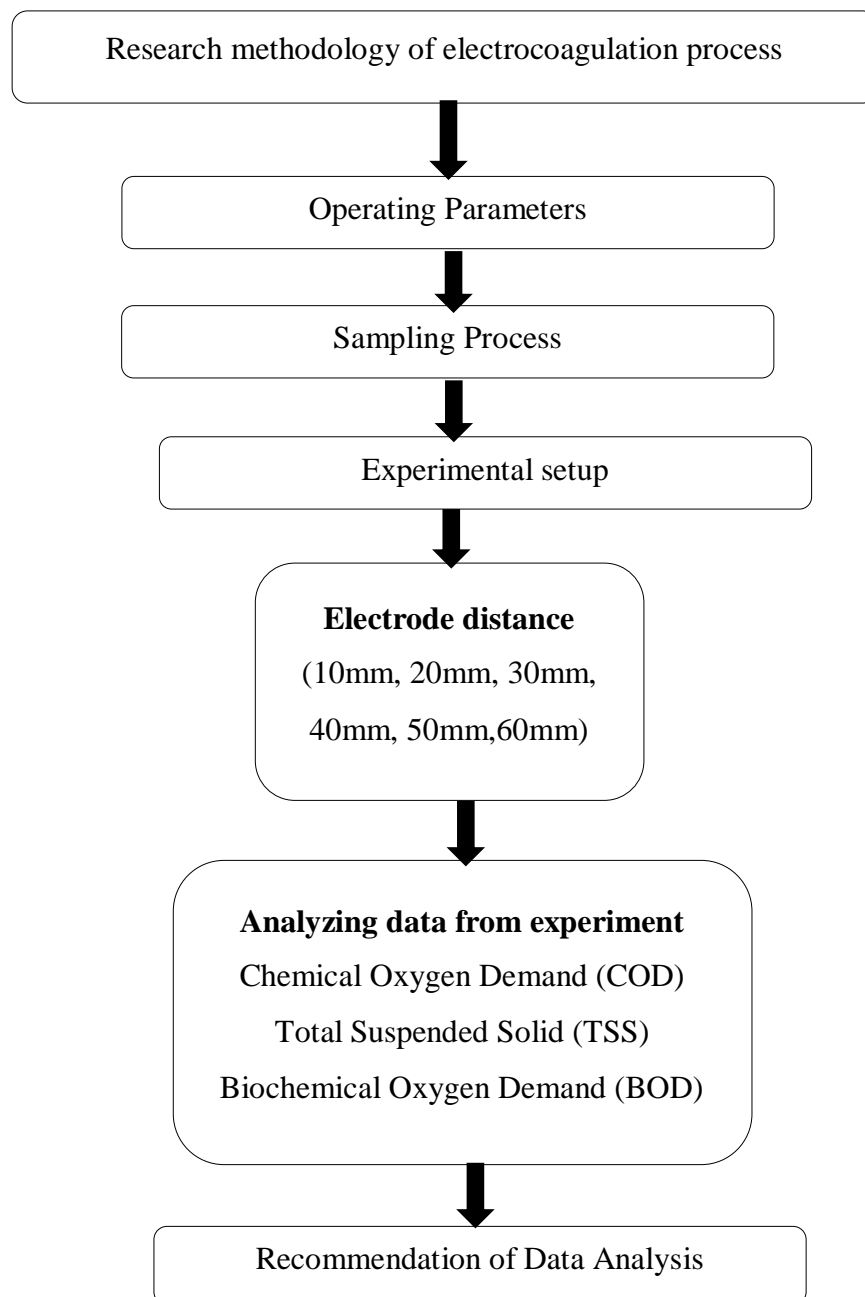 Research methodology of electrocoagulation process
Operating Parameters
Sampling Process
Experimental setup
Electrode distance
(10mm, 20mm, 30mm,
40mm, 50mm,60mm)
Analyzing data from experiment
Chemical Oxygen Demand (COD)
Total Suspended Solid (TSS)
Biochemical Oxygen Demand (BOD)
Recommendation of Data Analysis